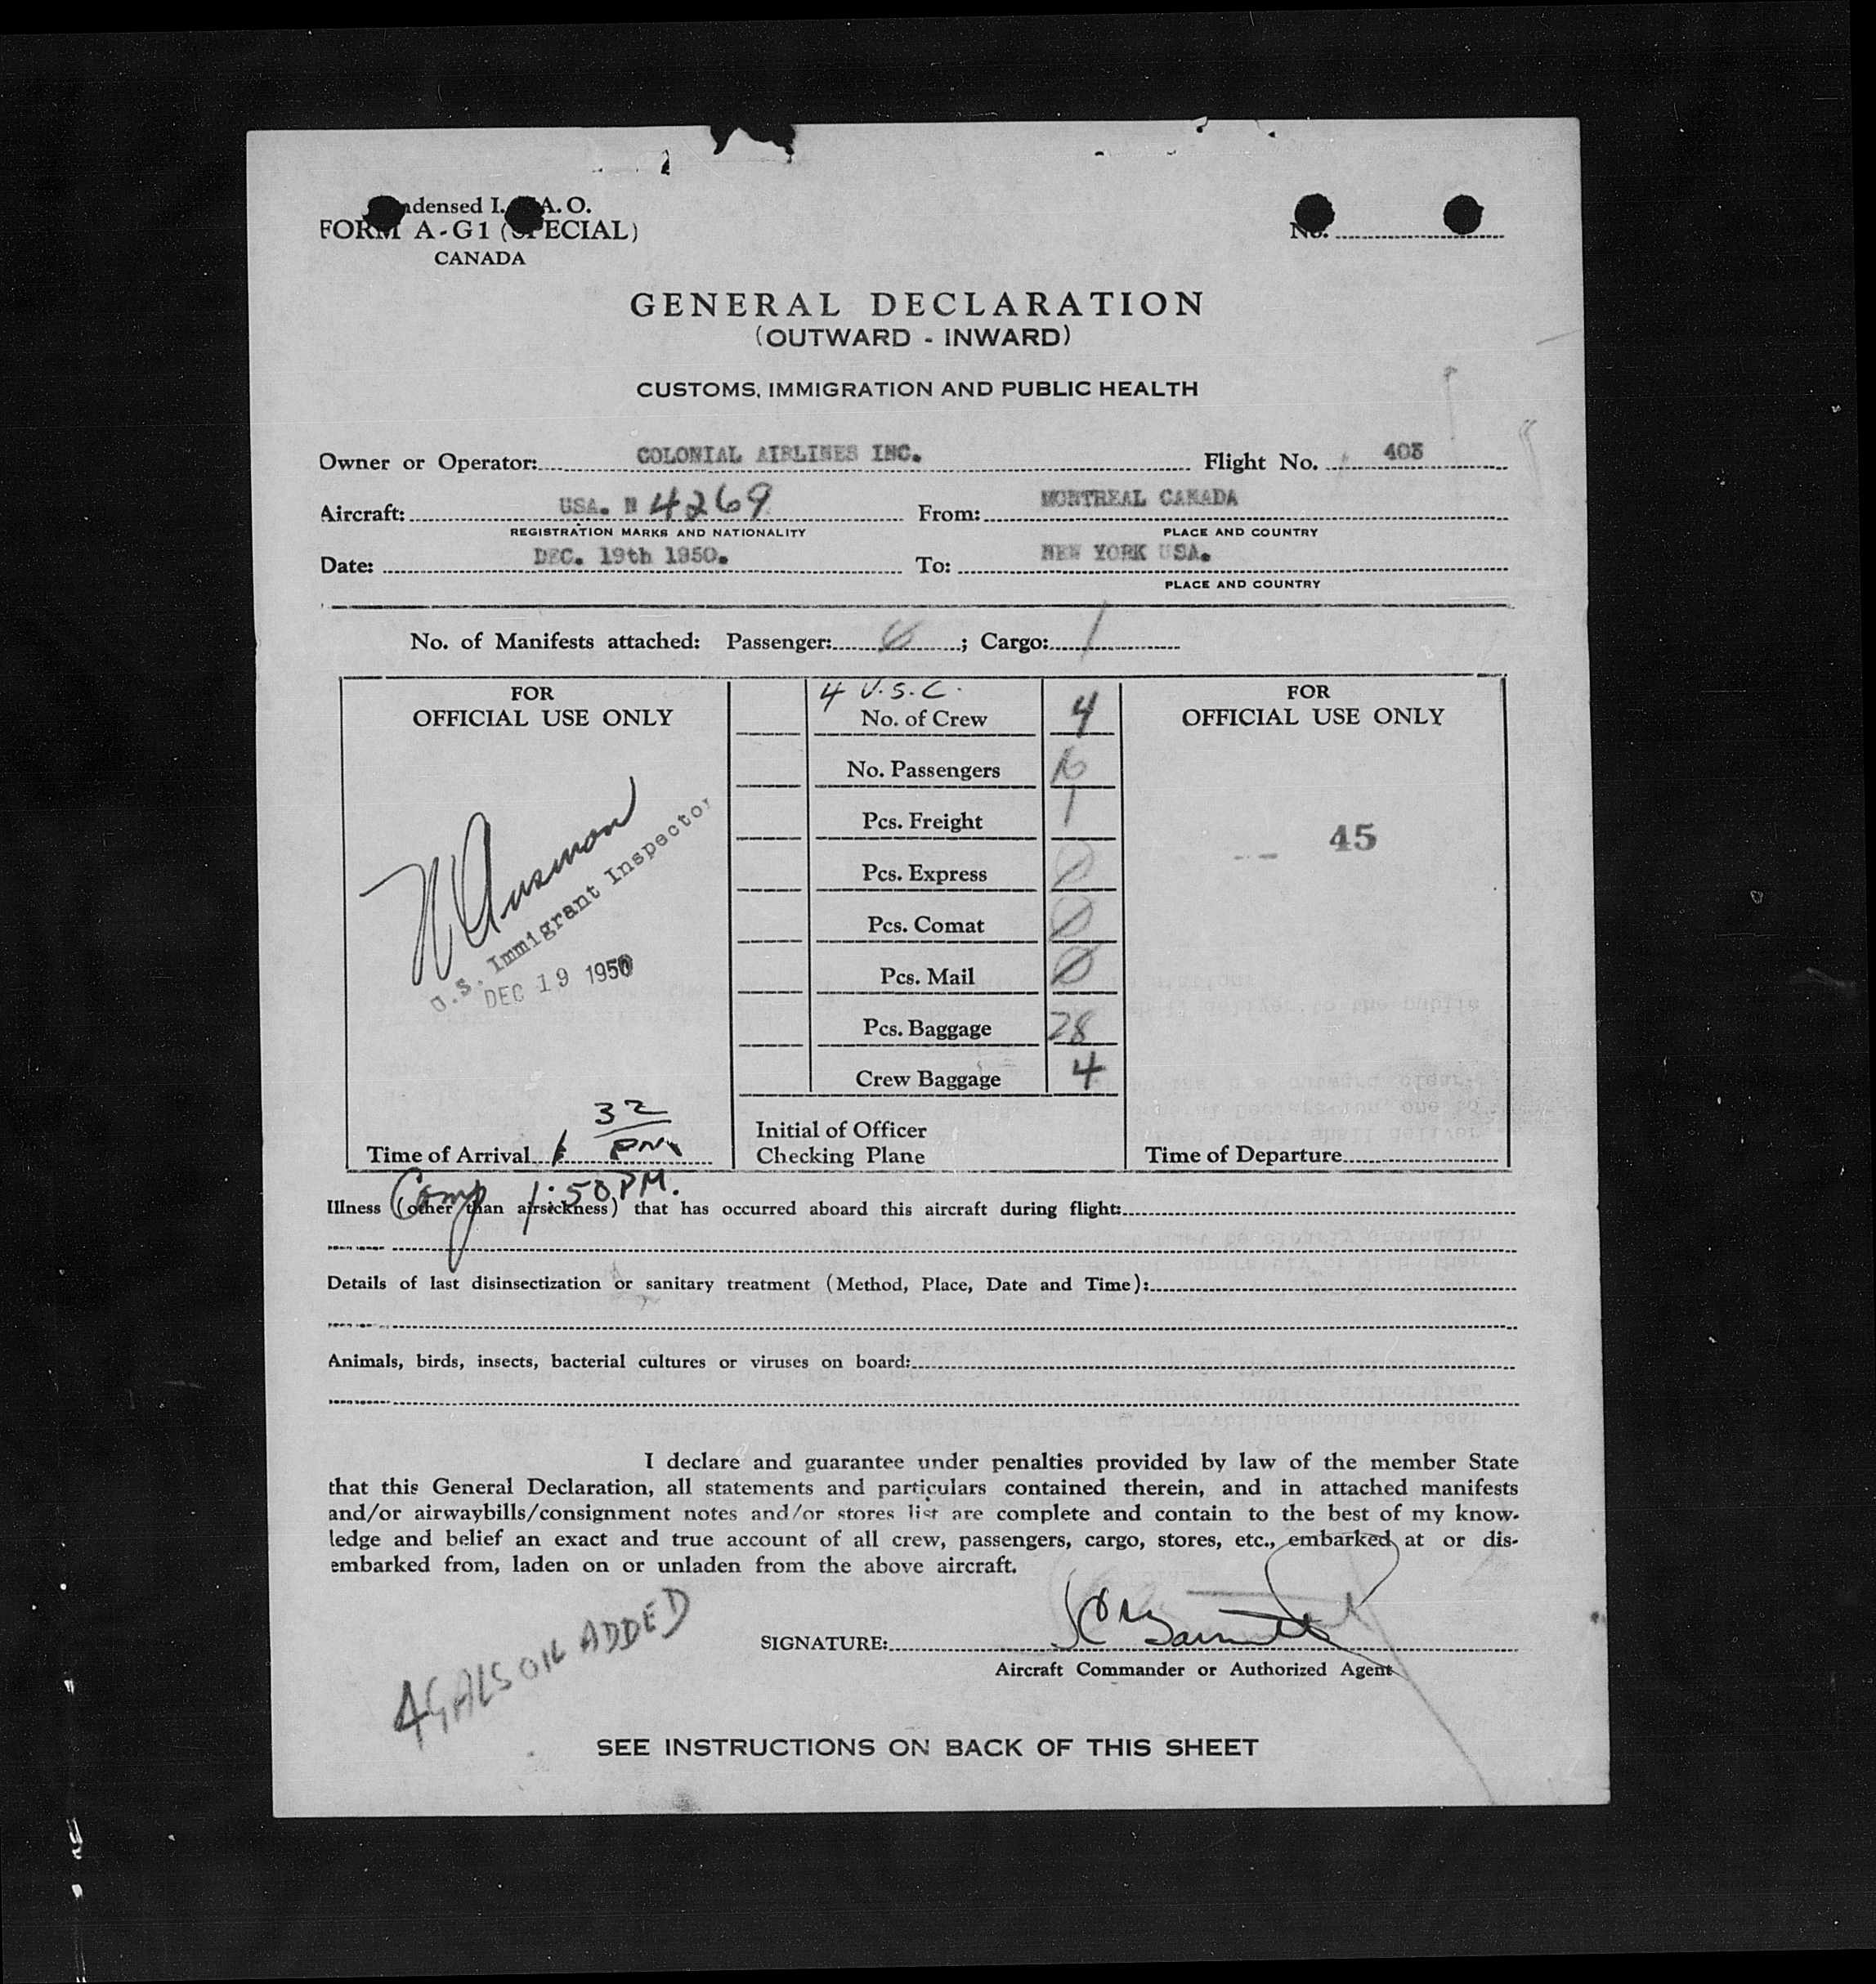 ndensed I. A. O.
FORM A-G1 (SPECIAL)
CANADA
No.
GENERAL DECLARATION
(OUTWARD - INWARD)
CUSTOMS, IMMIGRATION AND PUBLIC HEALTH
Owner or Operator: COLONIAL AIRLINES INC. Flight No. 403
Aircraft: USA. N 4269 From: MONTREAL CANADA
REGISTRATION MARKS AND NATIONALITY PLACE AND COUNTRY
Date: DEC. 19th 1950. To: NEW YORK USA.
PLACE AND COUNTRY
No. of Manifests attached: Passenger: ; Cargo: 1
FOR
OFFICIAL USE ONLY
U.S. Immigrant Inspector
DEC 19 1950
Time of Arrival 1 32 PM
4 U.S.C.
No. of Crew 4
No. Passengers
Pcs. Freight 1
Pcs. Express 0
Pcs. Comat 0
Pcs. Mail 0
Pcs. Baggage 28
Crew Baggage 4
Initial of Officer
Checking Plane
FOR
OFFICIAL USE ONLY
45
Time of Departure
Comp 1:50 PM.
Illness (other than airsickness) that has occurred aboard this aircraft during flight:
Details of last disinsectization or sanitary treatment (Method, Place, Date and Time):
Animals, birds, insects, bacterial cultures or viruses on board:
I declare and guarantee under penalties provided by law of the member State
that this General Declaration, all statements and particulars contained therein, and in attached manifests
and/or airwaybills/consignment notes and/or stores list are complete and contain to the best of my know-
ledge and belief an exact and true account of all crew, passengers, cargo, stores, etc., embarked at or dis-
embarked from, laden on or unladen from the above aircraft.
4 GALS OIL ADDED
SIGNATURE:
Aircraft Commander or Authorized Agent
SEE INSTRUCTIONS ON BACK OF THIS SHEET